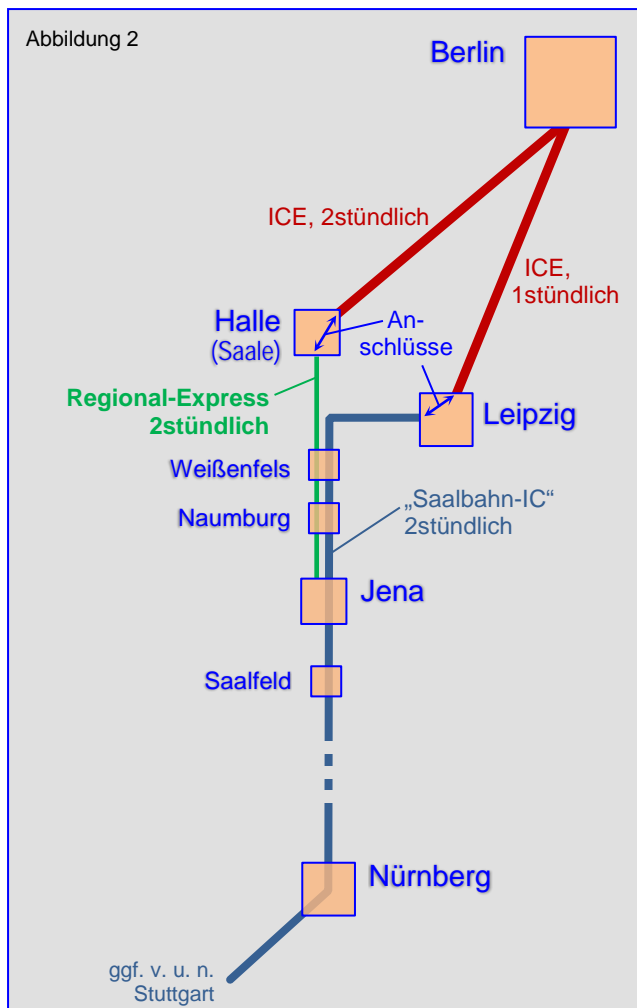 Abbildung 2
Berlin
ICE, 2stündlich
ICE,
1stündlich
Halle
(Saale)
An-
schlüsse
Regional-Express
2stündlich
Leipzig
Weißenfels
„Saalbahn-IC“
2stündlich
Naumburg
Jena
Saalfeld
Nürnberg
ggf. v. u. n.
Stuttgart